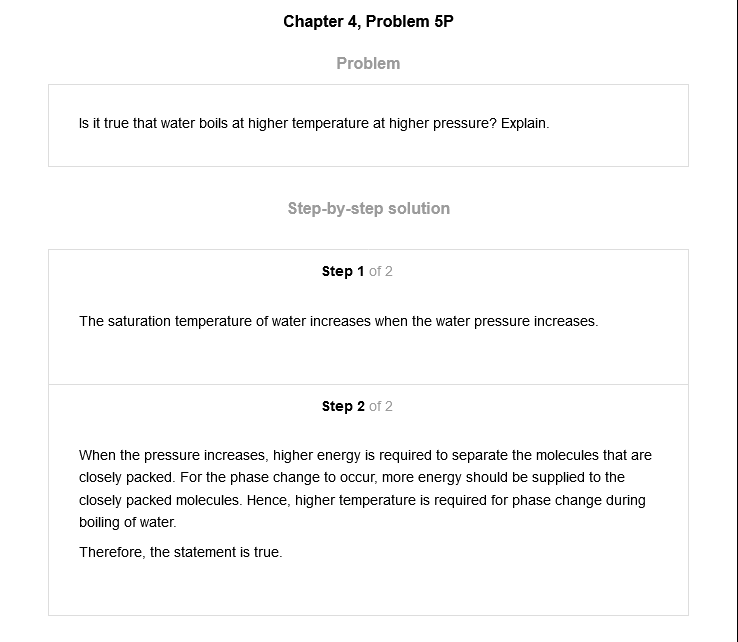 Chapter 4, Problem 5P
Problem
Is it true that water boils at higher temperature at higher pressure? Explain.
Step-by-step solution
Step 1 of 2
The saturation temperature of water increases when the water pressure increases.
Step 2 of 2
When the pressure increases, higher energy is required to separate the molecules that are
closely packed. For the phase change to occur, more energy should be supplied to the
closely packed molecules. Hence, higher temperature is required for phase change during
boiling of water.
Therefore, the statement is true.